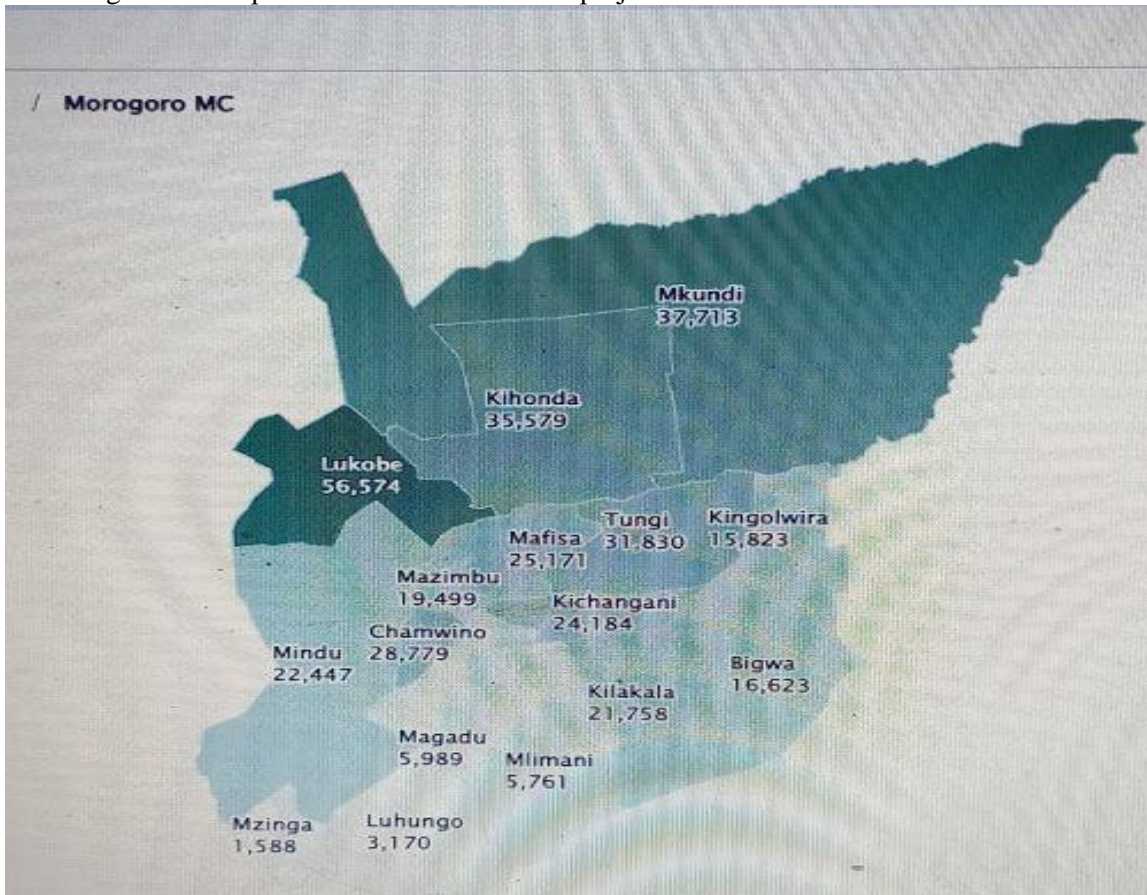 / Morogoro MC
Mkundi
37,713
Kihonda
35,579
Lukobe
56,574
Tungi
31,830
Kingolwira
15,823
Mafisa
25,171
Mazimbu
19,499
Kichangani
24,184
Chamwino
28,779
Mindu
22,447
Bigwa
16,623
Kilakala
21,758
Magadu
5,989
Mlimani
5,761
Mzinga
1,588
Luhungo
3,170